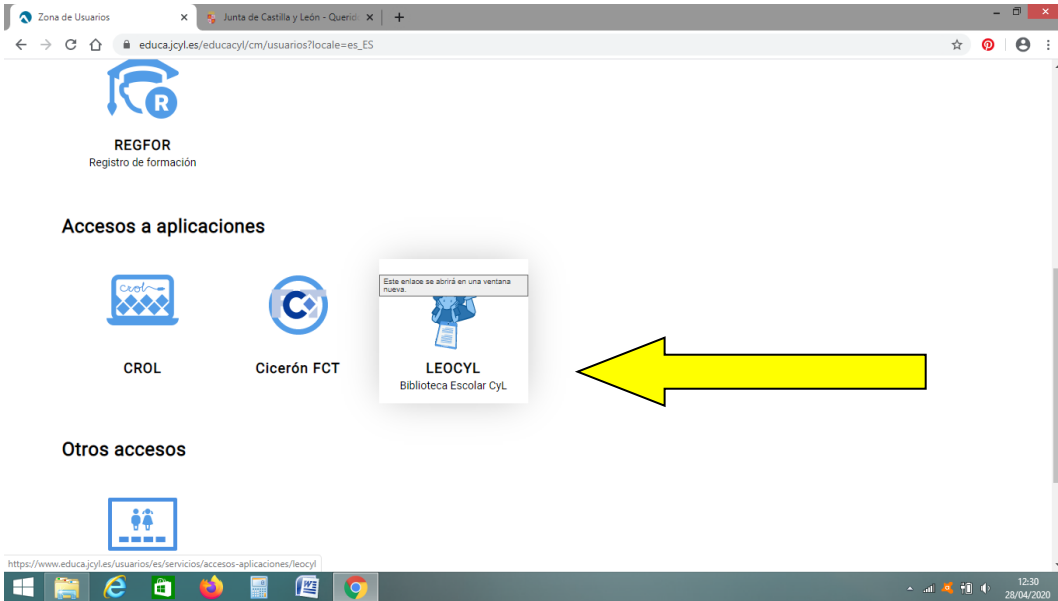 Zona de Usuarios
Junta de Castilla y León - Querid
educa.jcyl.es/educacyl/cm/usuarios?locale=es_ES
R
REGFOR
Registro de formación
Accesos a aplicaciones
crol
Este enlace se abrirá en una ventana
nueva.
CROL
Cicerón FCT
LEOCYL
Biblioteca Escolar CyL
Otros accesos
https://www.educa.jcyl.es/usuarios/es/servicios/accesos-aplicaciones/leocyl
12:30
28/04/2020